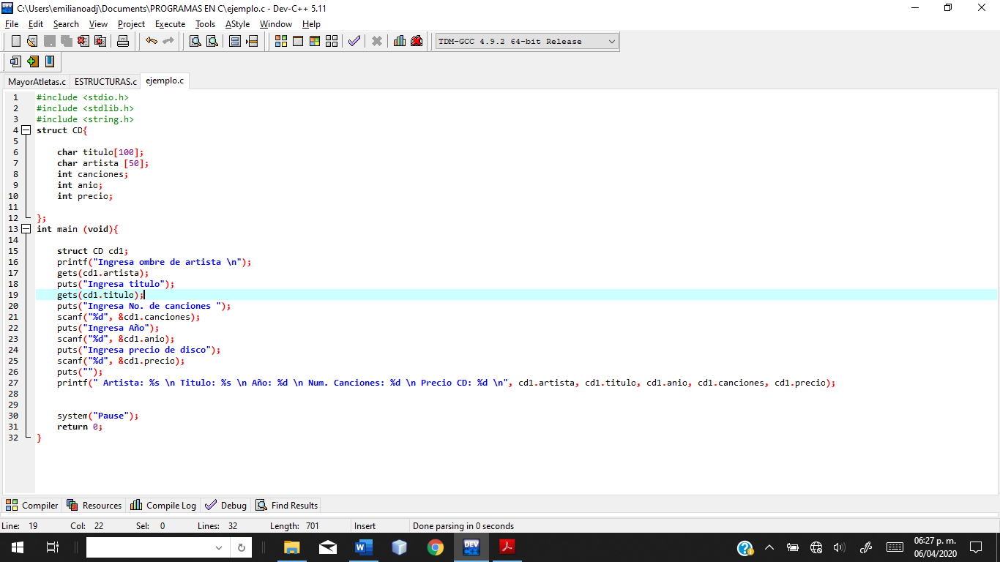 C:\Users\emilianoadj\Documents\PROGRAMAS EN C\ejemplo.c - Dev-C++ 5.11
File Edit Search View Project Execute Tools AStyle Window Help
TDM-GCC 4.9.2 64-bit Release
MayorAtletas.c ESTRUCTURAS.c ejemplo.c
1 #include <stdio.h>
2 #include <stdlib.h>
3 #include <string.h>
4 struct CD{
5
6 char titulo[100];
7 char artista [50];
8 int canciones;
9 int anio;
10 int precio;
11
12 };
13 int main (void){
14
15 struct CD cd1;
16 printf("Ingresa ombre de artista \n");
17 gets(cd1.artista);
18 puts("Ingresa titulo");
19 gets(cd1.titulo);
20 puts("Ingresa No. de canciones ");
21 scanf("%d", &cd1.canciones);
22 puts("Ingresa Año");
23 scanf("%d", &cd1.anio);
24 puts("Ingresa precio de disco");
25 scanf("%d", &cd1.precio);
26 puts("");
27 printf(" Artista: %s \n Titulo: %s \n Año: %d \n Num. Canciones: %d \n Precio CD: %d \n", cd1.artista, cd1.titulo, cd1.anio, cd1.canciones, cd1.precio);
28
29
30 system("Pause");
31 return 0;
32 }
Compiler Resources Compile Log Debug Find Results
Line: 19 Col: 22 Sel: 0 Lines: 32 Length: 701 Insert Done parsing in 0 seconds
DEV
06:27 p. m.
06/04/2020